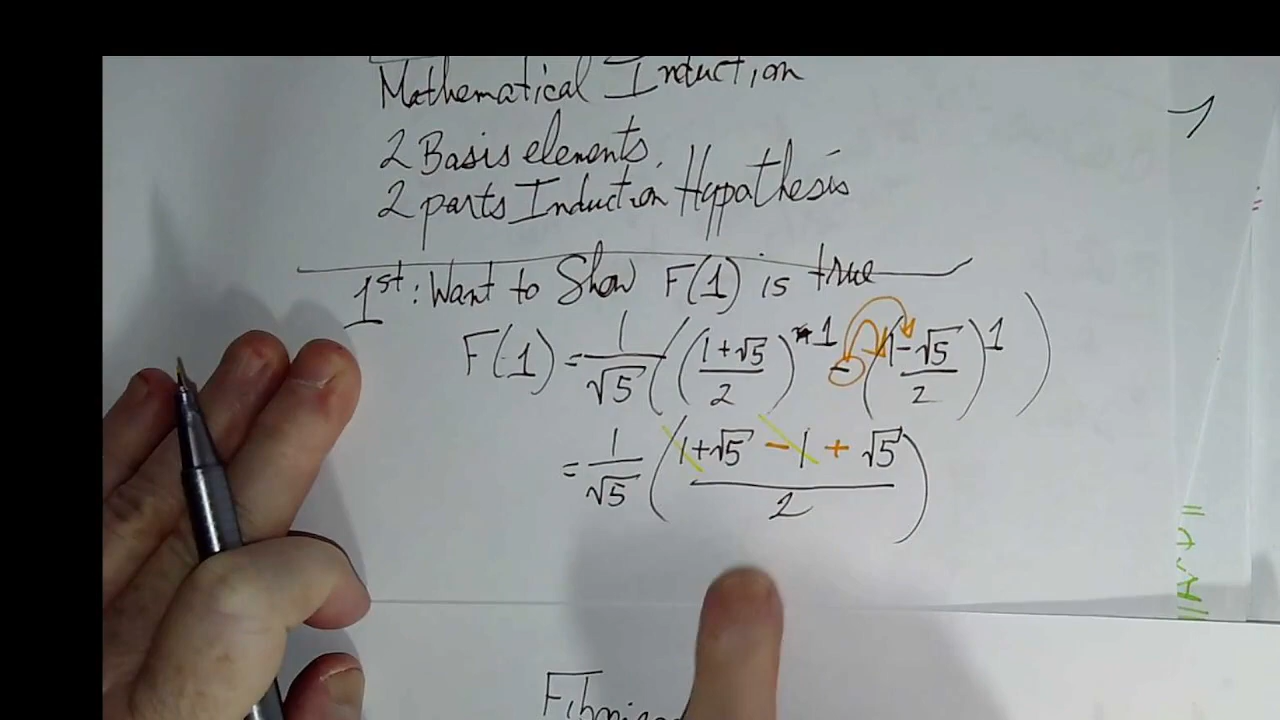 Mathematical Induction
2 Basis elements.
2 parts Induction Hypothesis
1st: Want to Show F(1) is true
F(1) = 1/√5 (((1+√5)/2)^1 - ((1-√5)/2)^1)
= 1/√5 ((1+√5 - 1 + √5)/2)